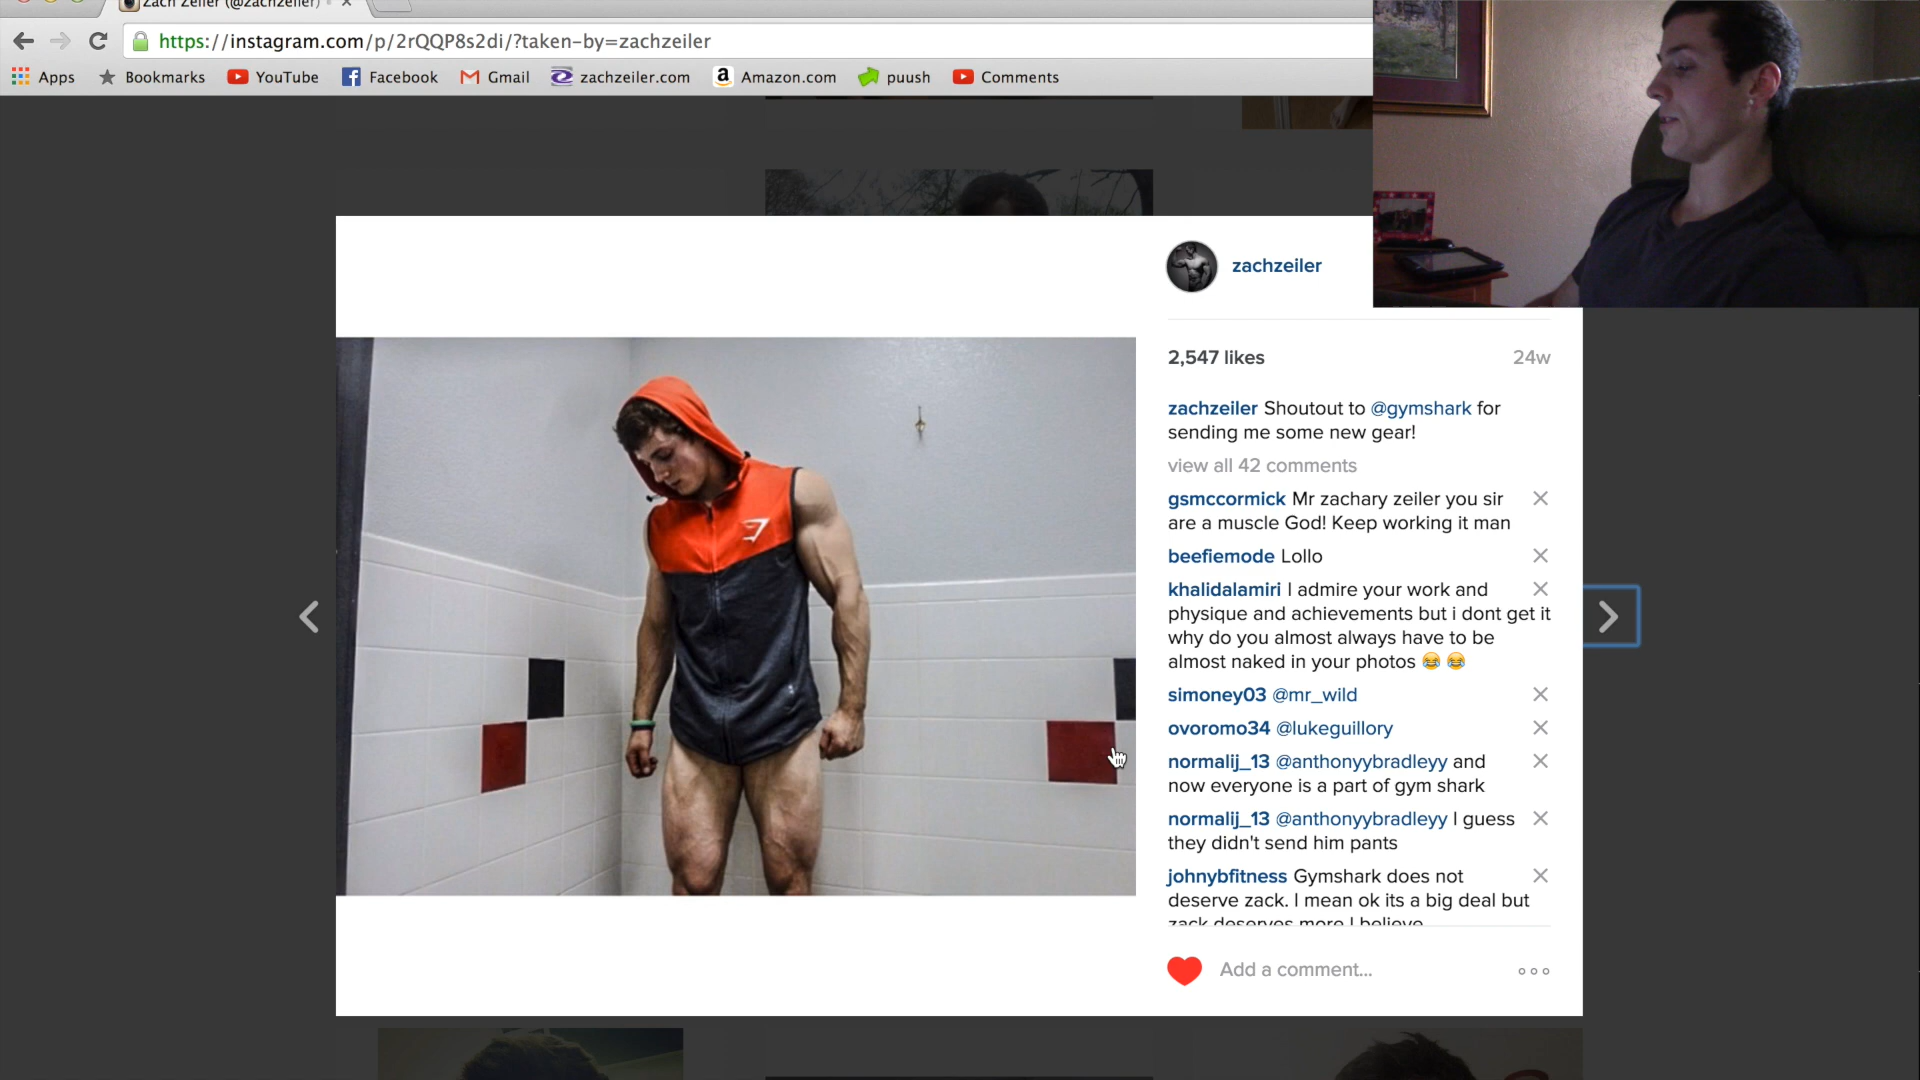 Zach Zeiler (@zachzeiler)
https://instagram.com/p/2rQQP8s2di/?taken-by=zachzeiler
Apps Bookmarks YouTube Facebook Gmail zachzeiler.com Amazon.com puush Comments
zachzeiler
2,547 likes 24w
zachzeiler Shoutout to @gymshark for
sending me some new gear!
view all 42 comments
gsmccormick Mr zachary zeiler you sir
are a muscle God! Keep working it man
beefiemode Lollo
khalidalamiri I admire your work and
physique and achievements but i dont get it
why do you almost always have to be
almost naked in your photos 😂 😂
simoney03 @mr_wild
ovoromo34 @lukeguillory
normalij_13 @anthonyybradleyy and
now everyone is a part of gym shark
normalij_13 @anthonyybradleyy I guess
they didn't send him pants
johnybfitness Gymshark does not
deserve zack. I mean ok its a big deal but
zack deserves more I believe
Add a comment...